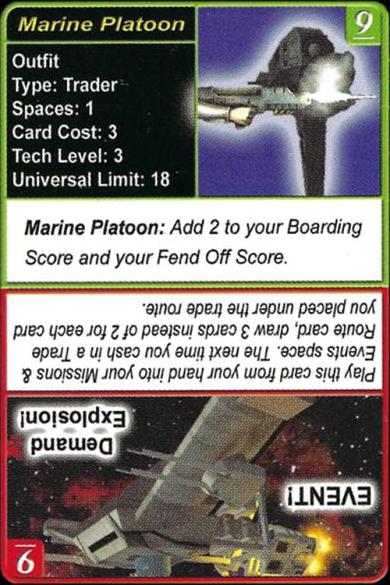 Marine Platoon
9
Outfit
Type: Trader
Spaces: 1
Card Cost: 3
Tech Level: 3
Universal Limit: 18
Marine Platoon: Add 2 to your Boarding
Score and your Fend Off Score.
6
EVENT!
Demand
Explosion!
Play this card from your hand into your Missions &
Events space. The next time you cash in a Trade
Route card, draw 3 cards instead of 2 for each card
you placed under the trade route.